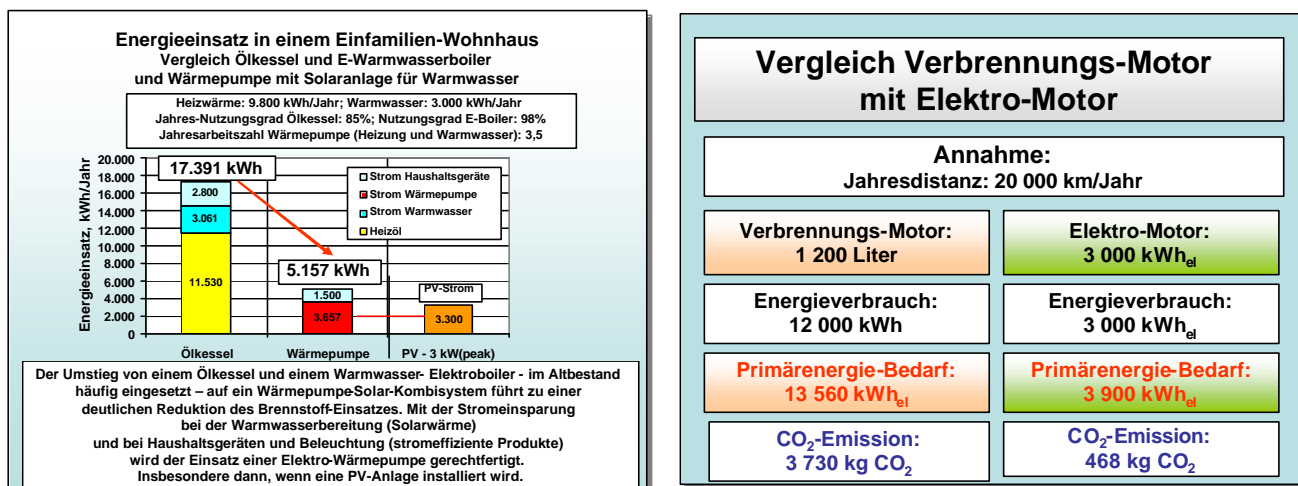 Energieeinsatz in einem Einfamilien-Wohnhaus
Vergleich Ölkessel und E-Warmwasserboiler
und Wärmepumpe mit Solaranlage für Warmwasser
Heizwärme: 9.800 kWh/Jahr; Warmwasser: 3.000 kWh/Jahr
Jahres-Nutzungsgrad Ölkessel: 85%; Nutzungsgrad E-Boiler: 98%
Jahresarbeitszahl Wärmepumpe (Heizung und Warmwasser): 3,5
Energieeinsatz, kWh/Jahr
20.000
18.000
16.000
14.000
12.000
10.000
8.000
6.000
4.000
2.000
0
17.391 kWh
2.800
3.061
11.530
5.157 kWh
1.500
3.657
PV-Strom
3.300
Strom Haushaltsgeräte
Strom Wärmepumpe
Strom Warmwasser
Heizöl
Ölkessel
Wärmepumpe
PV - 3 kW(peak)
Der Umstieg von einem Ölkessel und einem Warmwasser- Elektroboiler - im Altbestand
häufig eingesetzt – auf ein Wärmepumpe-Solar-Kombisystem führt zu einer
deutlichen Reduktion des Brennstoff-Einsatzes. Mit der Stromeinsparung
bei der Warmwasserbereitung (Solarwärme)
und bei Haushaltsgeräten und Beleuchtung (stromeffiziente Produkte)
wird der Einsatz einer Elektro-Wärmepumpe gerechtfertigt.
Insbesondere dann, wenn eine PV-Anlage installiert wird.
Vergleich Verbrennungs-Motor
mit Elektro-Motor
Annahme:
Jahresdistanz: 20 000 km/Jahr
Verbrennungs-Motor:
1 200 Liter
Elektro-Motor:
3 000 kWhel
Energieverbrauch:
12 000 kWh
Energieverbrauch:
3 000 kWhel
Primärenergie-Bedarf:
13 560 kWhel
Primärenergie-Bedarf:
3 900 kWhel
CO2-Emission:
3 730 kg CO2
CO2-Emission:
468 kg CO2